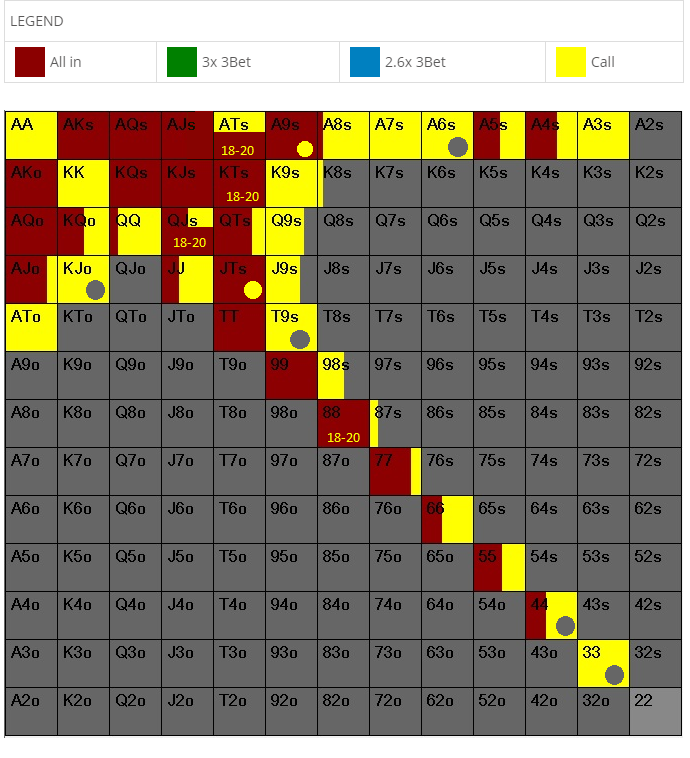 LEGEND
All in 3x 3Bet 2.6x 3Bet Call
AA AKs AQs AJs ATs A9s A8s A7s A6s A5s A4s A3s A2s
18-20
AKo KK KQs KJs KTs K9s K8s K7s K6s K5s K4s K3s K2s
18-20
AQo KQo QQ QJs QTs Q9s Q8s Q7s Q6s Q5s Q4s Q3s Q2s
18-20
AJo KJo QJo JJ JTs J9s J8s J7s J6s J5s J4s J3s J2s
ATo KTo QTo JTo TT T9s T8s T7s T6s T5s T4s T3s T2s
A9o K9o Q9o J9o T9o 99 98s 97s 96s 95s 94s 93s 92s
A8o K8o Q8o J8o T8o 98o 88 87s 86s 85s 84s 83s 82s
18-20
A7o K7o Q7o J7o T7o 97o 87o 77 76s 75s 74s 73s 72s
A6o K6o Q6o J6o T6o 96o 86o 76o 66 65s 64s 63s 62s
A5o K5o Q5o J5o T5o 95o 85o 75o 65o 55 54s 53s 52s
A4o K4o Q4o J4o T4o 94o 84o 74o 64o 54o 44 43s 42s
A3o K3o Q3o J3o T3o 93o 83o 73o 63o 53o 43o 33 32s
A2o K2o Q2o J2o T2o 92o 82o 72o 62o 52o 42o 32o 22